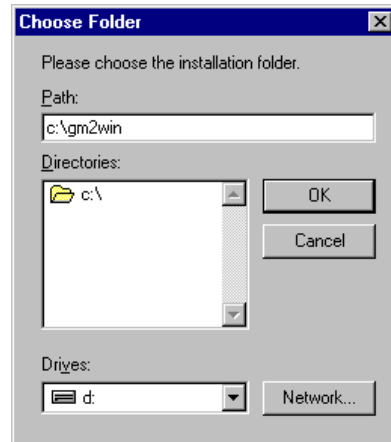 Choose Folder
Please choose the installation folder.
Path:
c:\gm2win
Directories:
c:\
OK
Cancel
Drives:
d:
Network...